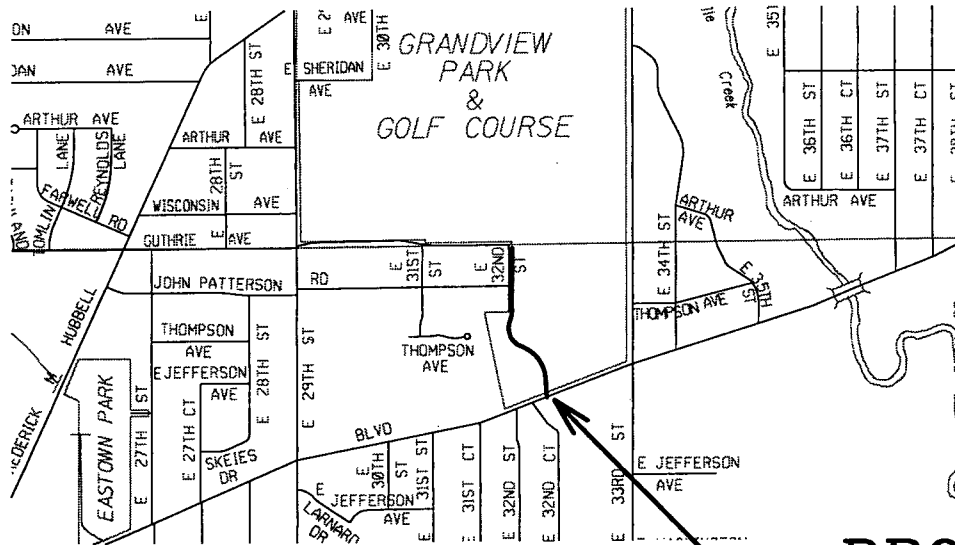 AVE
AVE
AVE
E 28TH ST
E
SHERIDAN
AVE
E 30TH
GRANDVIEW
PARK
&
GOLF COURSE
Creek
E 36TH ST
E 36TH CT
E 37TH ST
E 37TH CT
ARTHUR AVE
ARTHUR AVE
LANE
REYNOLDS
LANE
FARWELL RD
ARTHUR AVE
28TH ST
E
WISCONSIN AVE
GUTHRIE AVE
ARTHUR
AVE
E 34TH ST
E 35TH
ST
THOMPSON AVE
E 31ST
ST
E 32ND
ST
JOHN PATTERSON RD
HUBBELL
THOMPSON
AVE
E JEFFERSON
AVE
E 28TH ST
E 29TH ST
THOMPSON
AVE
EASTOWN PARK
E 27TH ST
E 27TH CT
SKEIES
DR
BLVD
E
30TH
ST
E
JEFFERSON
AVE
LARNARD
DR
E 31ST ST
E 31ST CT
E 32ND ST
E 32ND CT
E 33RD ST
E JEFFERSON
AVE